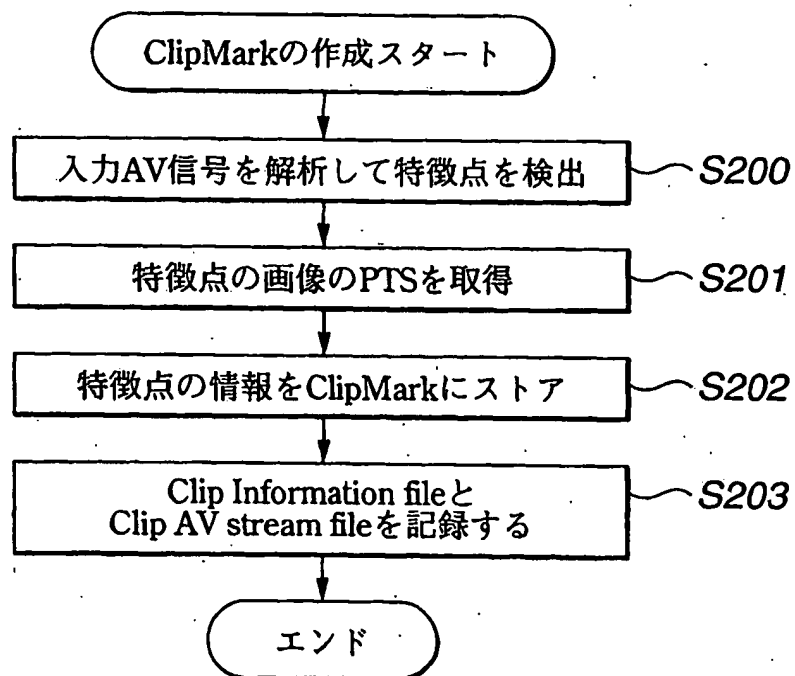 ClipMarkの作成スタート
入力AV信号を解析して特徴点を検出
S200
特徴点の画像のPTSを取得
S201
特徴点の情報をClipMarkにストア
S202
Clip Information fileと
Clip AV stream fileを記録する
S203
エンド